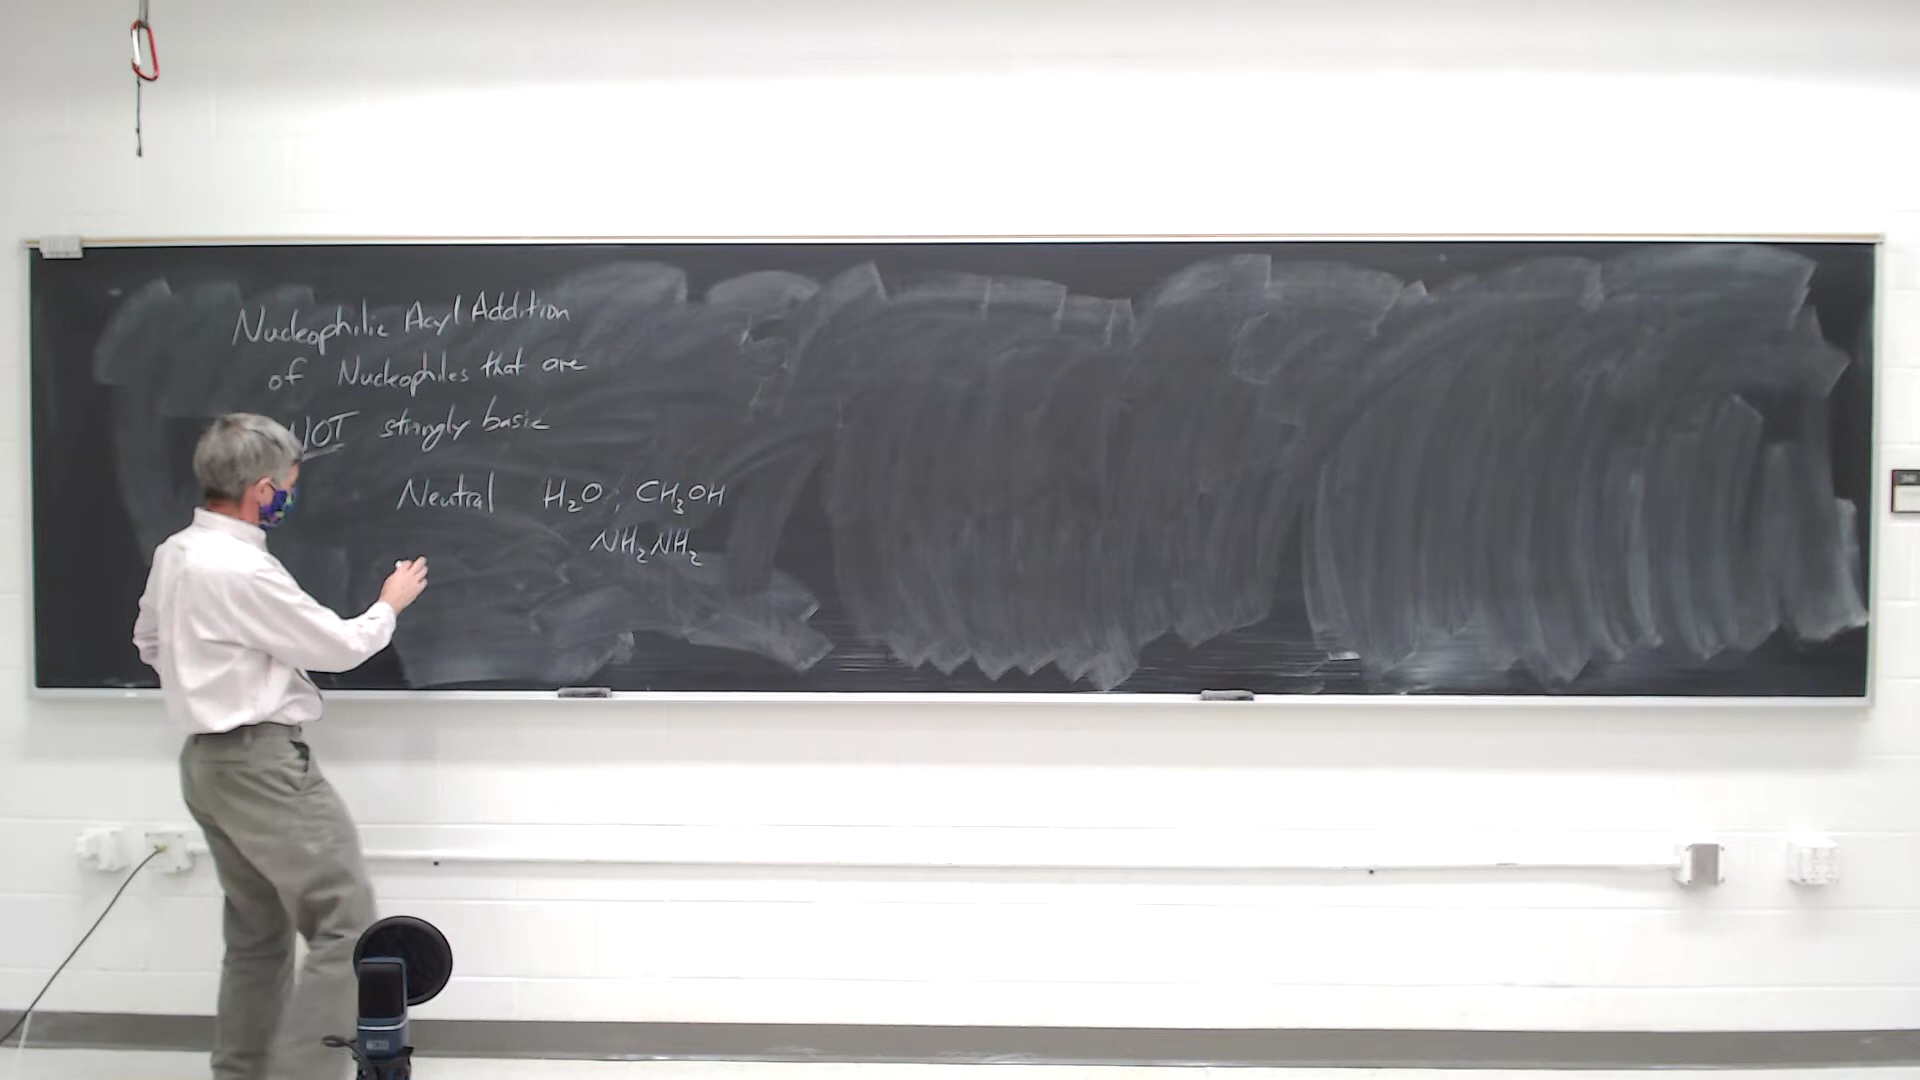 Nucleophilic Acyl Addition
of Nucleophiles that are
NOT strongly basic
Neutral H₂O, CH₃OH
NH₂NH₂